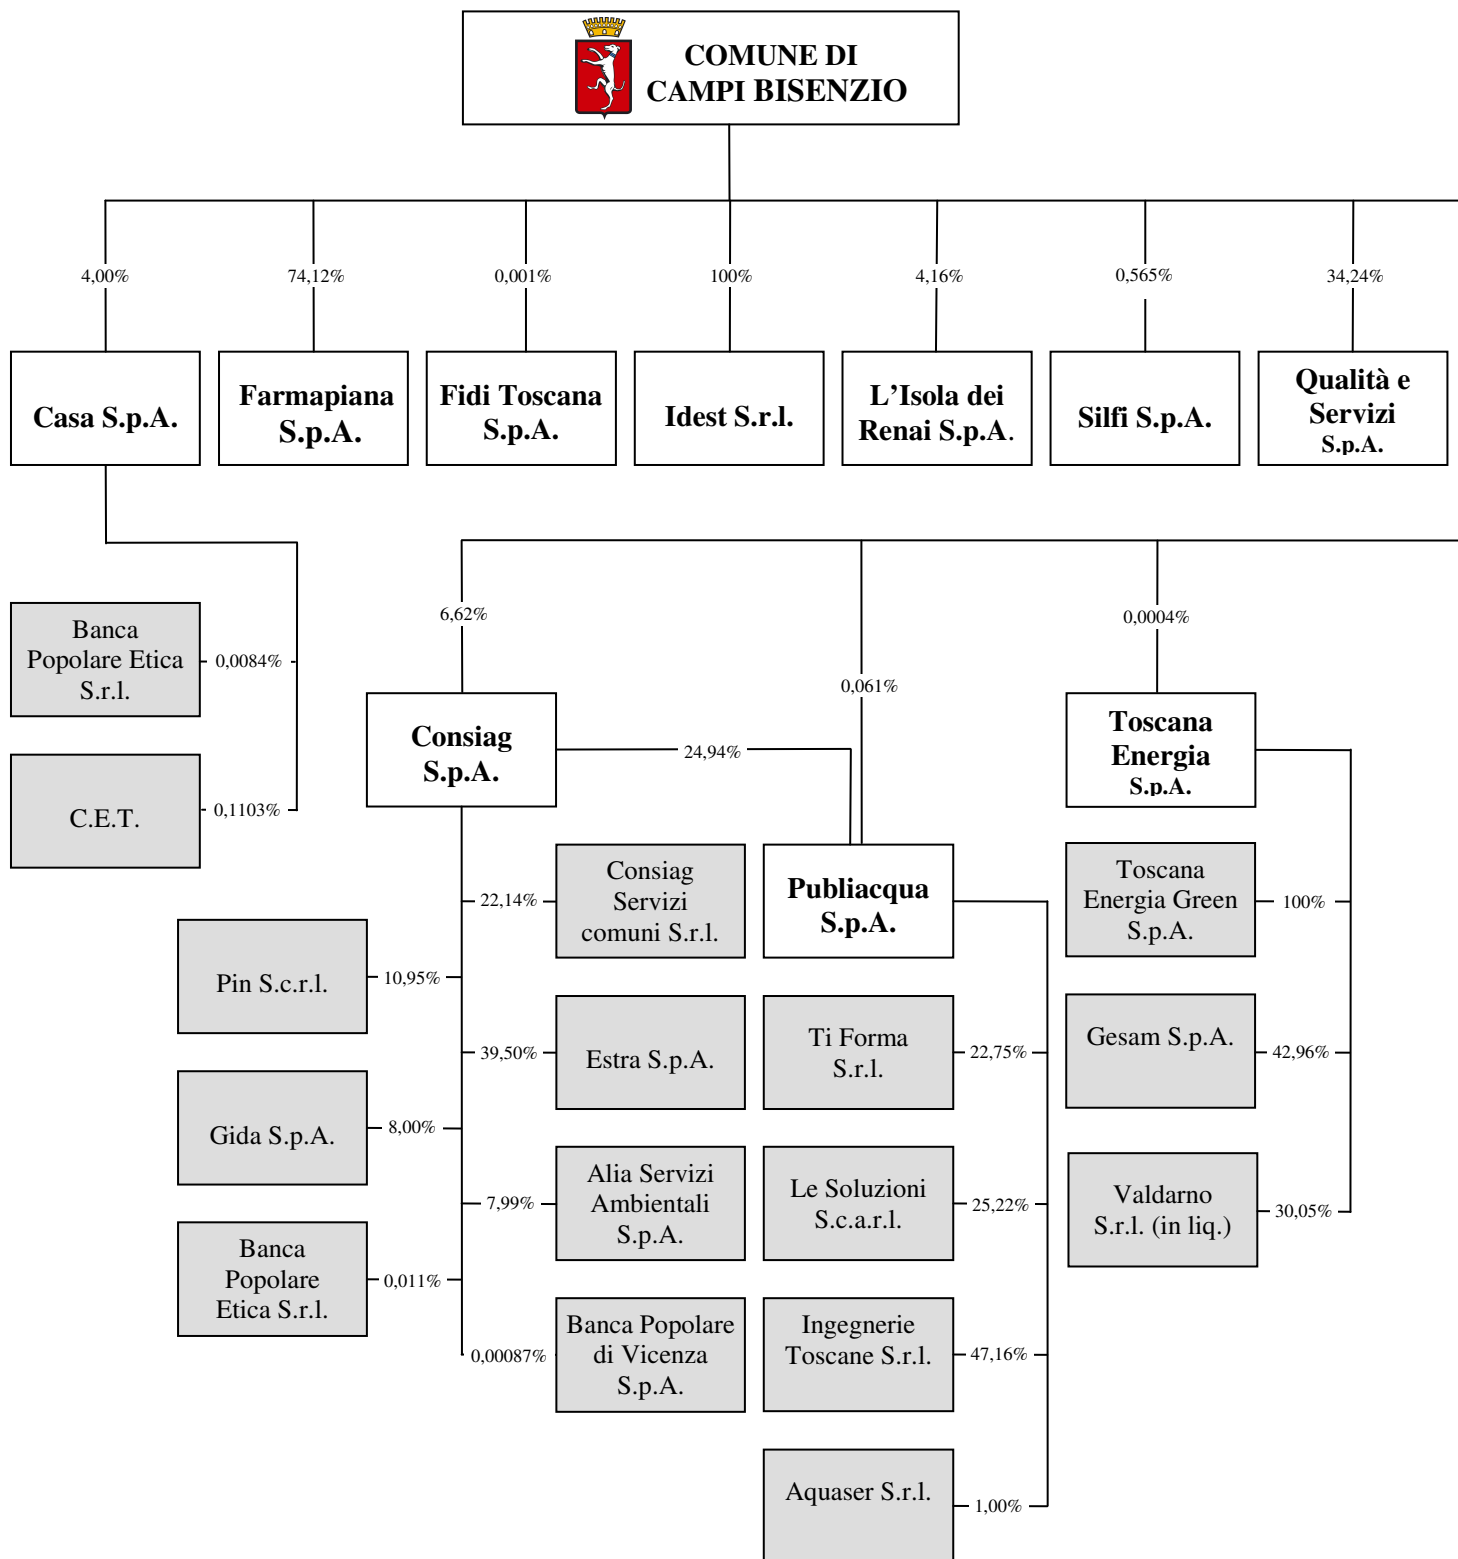 COMUNE DI
CAMPI BISENZIO
4,00%
74,12%
0,001%
100%
4,16%
0,565%
34,24%
Casa S.p.A.
Farmapiana
S.p.A.
Fidi Toscana
S.p.A.
Idest S.r.l.
L’Isola dei
Renai S.p.A.
Silfi S.p.A.
Qualità e
Servizi
S.p.A.
Banca
Popolare Etica
S.r.l.
0,0084%
C.E.T.
0,1103%
6,62%
0,061%
0,0004%
Consiag
S.p.A.
24,94%
Toscana
Energia
S.p.A.
22,14%
Consiag
Servizi
comuni S.r.l.
Pin S.c.r.l.
10,95%
39,50%
Estra S.p.A.
Gida S.p.A.
8,00%
7,99%
Alia Servizi
Ambientali
S.p.A.
Banca
Popolare
Etica S.r.l.
0,011%
0,00087%
Banca Popolare
di Vicenza
S.p.A.
Publiacqua
S.p.A.
Ti Forma
S.r.l.
22,75%
Le Soluzioni
S.c.a.r.l.
25,22%
Ingegnerie
Toscane S.r.l.
47,16%
Aquaser S.r.l.
1,00%
Toscana
Energia Green
S.p.A.
100%
Gesam S.p.A.
42,96%
Valdarno
S.r.l. (in liq.)
30,05%